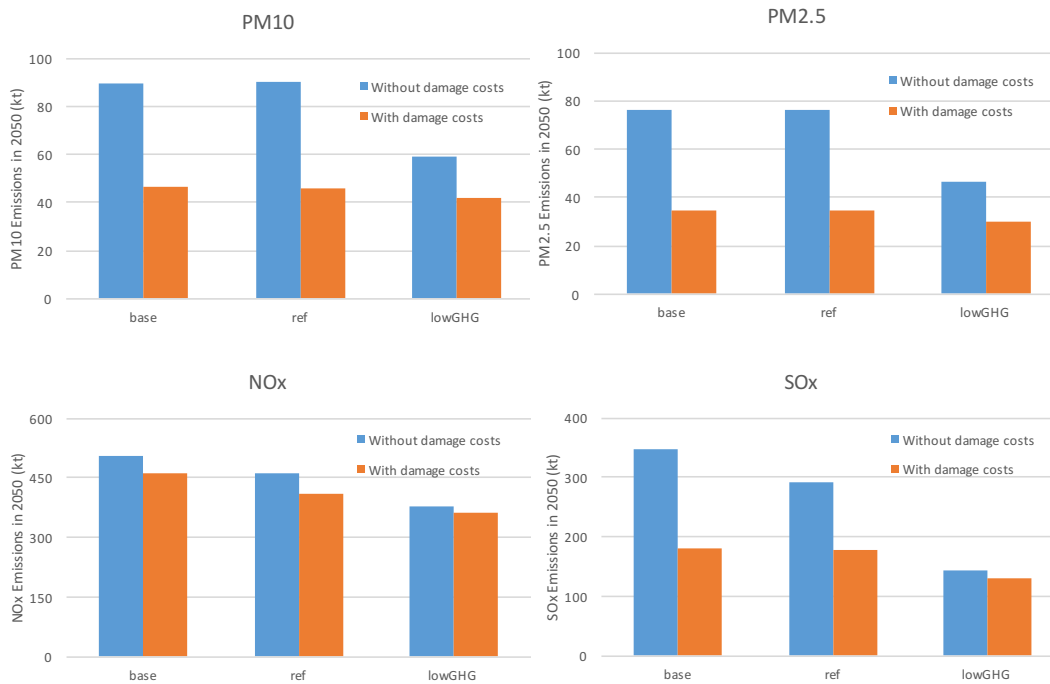 PM10
PM10 Emissions in 2050 (kt)
100
80
60
40
20
0
Without damage costs
With damage costs
base ref lowGHG
PM2.5
PM2.5 Emissions in 2050 (kt)
100
80
60
40
20
0
Without damage costs
With damage costs
base ref lowGHG
NOx
NOx Emissions in 2050 (kt)
600
450
300
150
0
Without damage costs
With damage costs
base ref lowGHG
SOx
SOx Emissions in 2050 (kt)
400
300
200
100
0
Without damage costs
With damage costs
base ref lowGHG